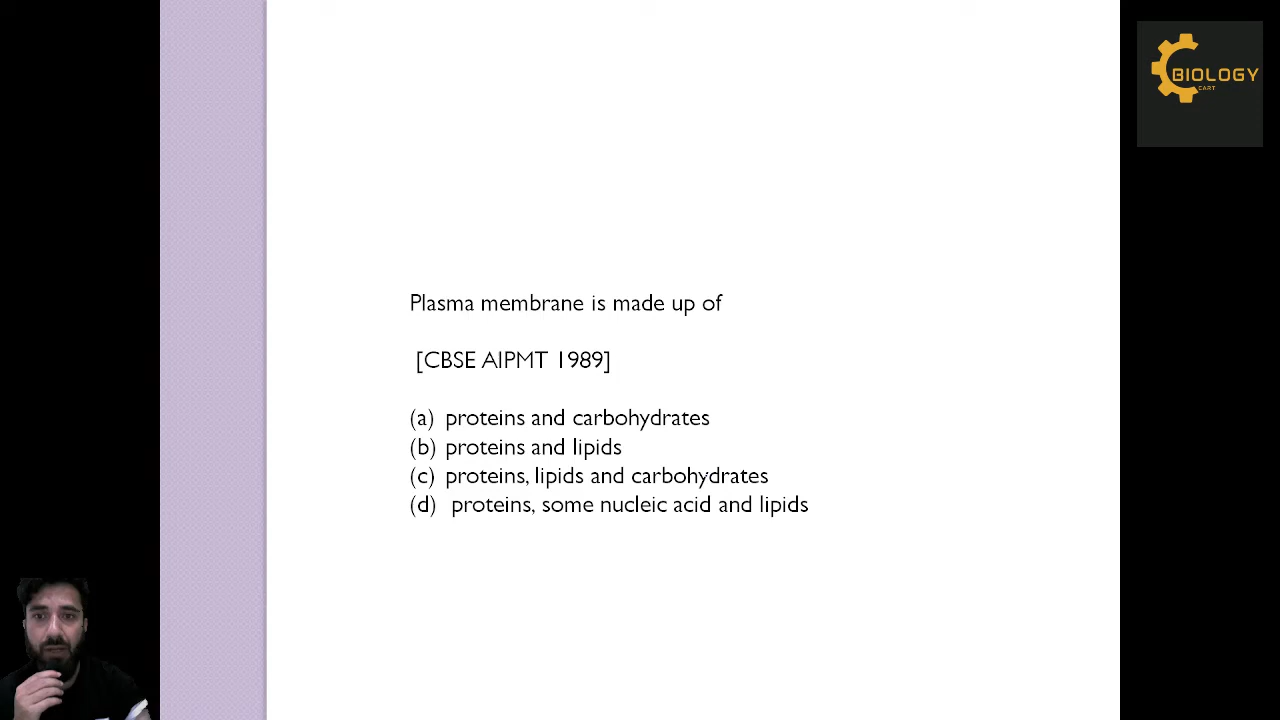 BIOLOGY
CART
Plasma membrane is made up of
[CBSE AIPMT 1989]
(a) proteins and carbohydrates
(b) proteins and lipids
(c) proteins, lipids and carbohydrates
(d) proteins, some nucleic acid and lipids